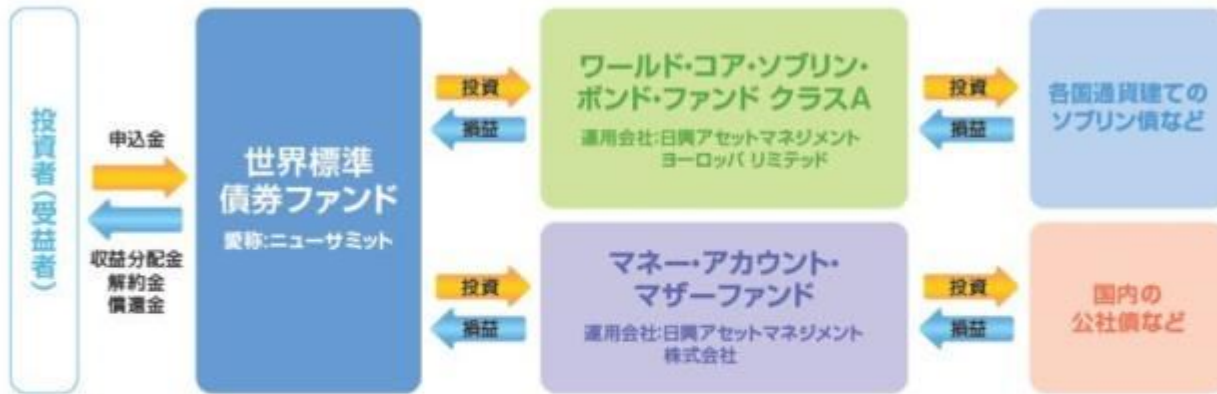 投資者(受益者)
申込金
収益分配金
解約金
償還金
世界標準
債券ファンド
愛称:ニューサミット
投資
損益
ワールド・コア・ソブリン・
ボンド・ファンド クラスA
運用会社:日興アセットマネジメント
ヨーロッパ リミテッド
投資
損益
各国通貨建ての
ソブリン債など
投資
損益
マネー・アカウント・
マザーファンド
運用会社:日興アセットマネジメント
株式会社
投資
損益
国内の
公社債など